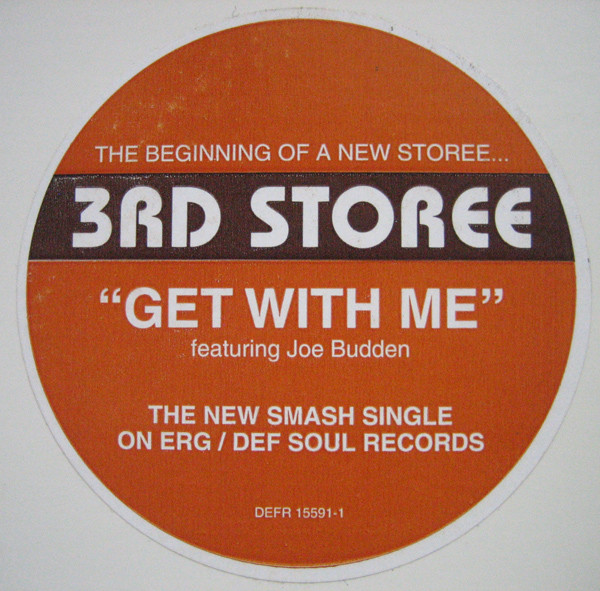 THE BEGINNING OF A NEW STOREE...
3RD STOREE
“GET WITH ME”
featuring Joe Budden
THE NEW SMASH SINGLE
ON ERG / DEF SOUL RECORDS
DEFR 15591-1